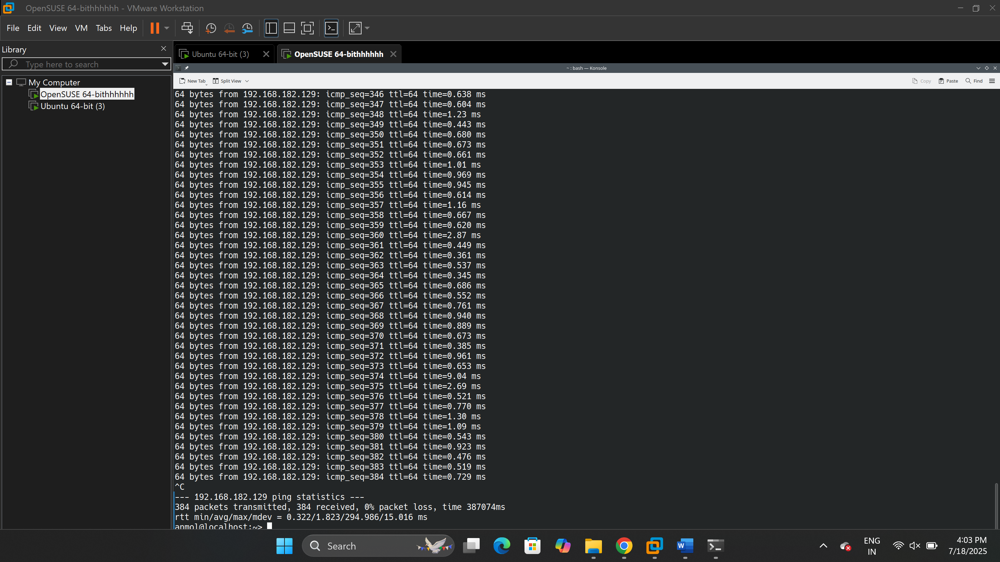 OpenSUSE 64-bithhhhhh - VMware Workstation
File Edit View VM Tabs Help
Library
Type here to search
My Computer
OpenSUSE 64-bithhhhhh
Ubuntu 64-bit (3)
Ubuntu 64-bit (3)
OpenSUSE 64-bithhhhhh
~ : bash — Konsole
New Tab Split View Copy Paste Find
64 bytes from 192.168.182.129: icmp_seq=346 ttl=64 time=0.638 ms
64 bytes from 192.168.182.129: icmp_seq=347 ttl=64 time=0.604 ms
64 bytes from 192.168.182.129: icmp_seq=348 ttl=64 time=1.23 ms
64 bytes from 192.168.182.129: icmp_seq=349 ttl=64 time=0.443 ms
64 bytes from 192.168.182.129: icmp_seq=350 ttl=64 time=0.680 ms
64 bytes from 192.168.182.129: icmp_seq=351 ttl=64 time=0.673 ms
64 bytes from 192.168.182.129: icmp_seq=352 ttl=64 time=0.661 ms
64 bytes from 192.168.182.129: icmp_seq=353 ttl=64 time=1.01 ms
64 bytes from 192.168.182.129: icmp_seq=354 ttl=64 time=0.969 ms
64 bytes from 192.168.182.129: icmp_seq=355 ttl=64 time=0.945 ms
64 bytes from 192.168.182.129: icmp_seq=356 ttl=64 time=0.614 ms
64 bytes from 192.168.182.129: icmp_seq=357 ttl=64 time=1.16 ms
64 bytes from 192.168.182.129: icmp_seq=358 ttl=64 time=0.667 ms
64 bytes from 192.168.182.129: icmp_seq=359 ttl=64 time=0.620 ms
64 bytes from 192.168.182.129: icmp_seq=360 ttl=64 time=2.87 ms
64 bytes from 192.168.182.129: icmp_seq=361 ttl=64 time=0.449 ms
64 bytes from 192.168.182.129: icmp_seq=362 ttl=64 time=0.361 ms
64 bytes from 192.168.182.129: icmp_seq=363 ttl=64 time=0.537 ms
64 bytes from 192.168.182.129: icmp_seq=364 ttl=64 time=0.345 ms
64 bytes from 192.168.182.129: icmp_seq=365 ttl=64 time=0.686 ms
64 bytes from 192.168.182.129: icmp_seq=366 ttl=64 time=0.552 ms
64 bytes from 192.168.182.129: icmp_seq=367 ttl=64 time=0.761 ms
64 bytes from 192.168.182.129: icmp_seq=368 ttl=64 time=0.940 ms
64 bytes from 192.168.182.129: icmp_seq=369 ttl=64 time=0.889 ms
64 bytes from 192.168.182.129: icmp_seq=370 ttl=64 time=0.673 ms
64 bytes from 192.168.182.129: icmp_seq=371 ttl=64 time=0.385 ms
64 bytes from 192.168.182.129: icmp_seq=372 ttl=64 time=0.961 ms
64 bytes from 192.168.182.129: icmp_seq=373 ttl=64 time=0.653 ms
64 bytes from 192.168.182.129: icmp_seq=374 ttl=64 time=9.04 ms
64 bytes from 192.168.182.129: icmp_seq=375 ttl=64 time=2.69 ms
64 bytes from 192.168.182.129: icmp_seq=376 ttl=64 time=0.521 ms
64 bytes from 192.168.182.129: icmp_seq=377 ttl=64 time=0.770 ms
64 bytes from 192.168.182.129: icmp_seq=378 ttl=64 time=1.30 ms
64 bytes from 192.168.182.129: icmp_seq=379 ttl=64 time=1.09 ms
64 bytes from 192.168.182.129: icmp_seq=380 ttl=64 time=0.543 ms
64 bytes from 192.168.182.129: icmp_seq=381 ttl=64 time=0.923 ms
64 bytes from 192.168.182.129: icmp_seq=382 ttl=64 time=0.476 ms
64 bytes from 192.168.182.129: icmp_seq=383 ttl=64 time=0.519 ms
64 bytes from 192.168.182.129: icmp_seq=384 ttl=64 time=0.729 ms
^C
--- 192.168.182.129 ping statistics ---
384 packets transmitted, 384 received, 0% packet loss, time 387074ms
rtt min/avg/max/mdev = 0.322/1.823/294.986/15.016 ms
anmol@localhost:~>
Search
ENG
IN
4:03 PM
7/18/2025